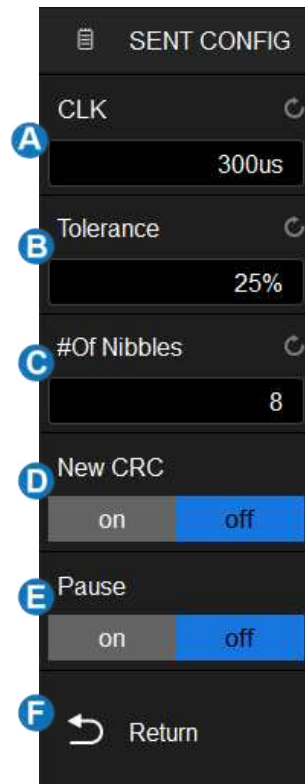 SENT CONFIG
CLK
A
300us
Tolerance
B
25%
#Of Nibbles
C
8
New CRC
D
on off
Pause
E
on off
F
Return